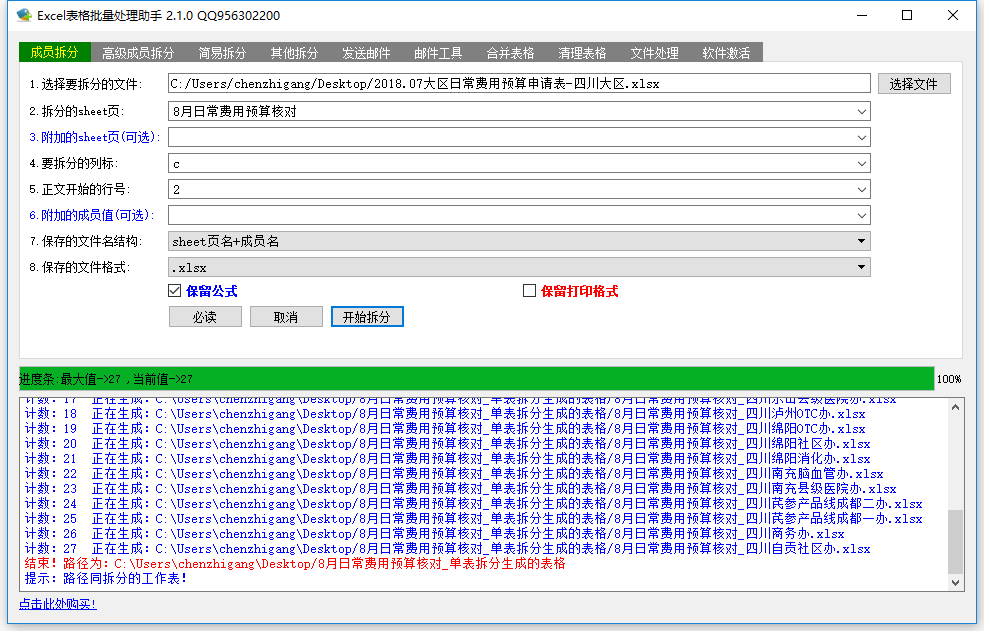 Excel表格批量处理助手 2.1.0 QQ956302200
成员拆分 高级成员拆分 简易拆分 其他拆分 发送邮件 邮件工具 合并表格 清理表格 文件处理 软件激活
1.选择要拆分的文件: C:/Users/chenzhigang/Desktop/2018.07大区日常费用预算申请表-四川大区.xlsx 选择文件
2.拆分的sheet页: 8月日常费用预算核对
3.附加的sheet页(可选):
4.要拆分的列标: c
5.正文开始的行号: 2
6.附加的成员值(可选):
7.保存的文件名结构: sheet页名+成员名
8.保存的文件格式: .xlsx
保留公式 保留打印格式
必读 取消 开始拆分
进度条:最大值->27 ,当前值->27 100%
计数: 17 正在生成: C:\Users\chenzhigang\Desktop/8月日常费用预算核对_单表拆分生成的表格/8月日常费用预算核对_四川乐山县级医院办.xlsx
计数: 18 正在生成: C:\Users\chenzhigang\Desktop/8月日常费用预算核对_单表拆分生成的表格/8月日常费用预算核对_四川泸州OTC办.xlsx
计数: 19 正在生成: C:\Users\chenzhigang\Desktop/8月日常费用预算核对_单表拆分生成的表格/8月日常费用预算核对_四川绵阳OTC办.xlsx
计数: 20 正在生成: C:\Users\chenzhigang\Desktop/8月日常费用预算核对_单表拆分生成的表格/8月日常费用预算核对_四川绵阳社区办.xlsx
计数: 21 正在生成: C:\Users\chenzhigang\Desktop/8月日常费用预算核对_单表拆分生成的表格/8月日常费用预算核对_四川绵阳消化办.xlsx
计数: 22 正在生成: C:\Users\chenzhigang\Desktop/8月日常费用预算核对_单表拆分生成的表格/8月日常费用预算核对_四川南充脑血管办.xlsx
计数: 23 正在生成: C:\Users\chenzhigang\Desktop/8月日常费用预算核对_单表拆分生成的表格/8月日常费用预算核对_四川南充县级医院办.xlsx
计数: 24 正在生成: C:\Users\chenzhigang\Desktop/8月日常费用预算核对_单表拆分生成的表格/8月日常费用预算核对_四川芪参产品线成都二办.xlsx
计数: 25 正在生成: C:\Users\chenzhigang\Desktop/8月日常费用预算核对_单表拆分生成的表格/8月日常费用预算核对_四川芪参产品线成都一办.xlsx
计数: 26 正在生成: C:\Users\chenzhigang\Desktop/8月日常费用预算核对_单表拆分生成的表格/8月日常费用预算核对_四川商务办.xlsx
计数: 27 正在生成: C:\Users\chenzhigang\Desktop/8月日常费用预算核对_单表拆分生成的表格/8月日常费用预算核对_四川自贡社区办.xlsx
结束! 路径为: C:\Users\chenzhigang\Desktop/8月日常费用预算核对_单表拆分生成的表格
提示: 路径同拆分的工作表!
点击此处购买!